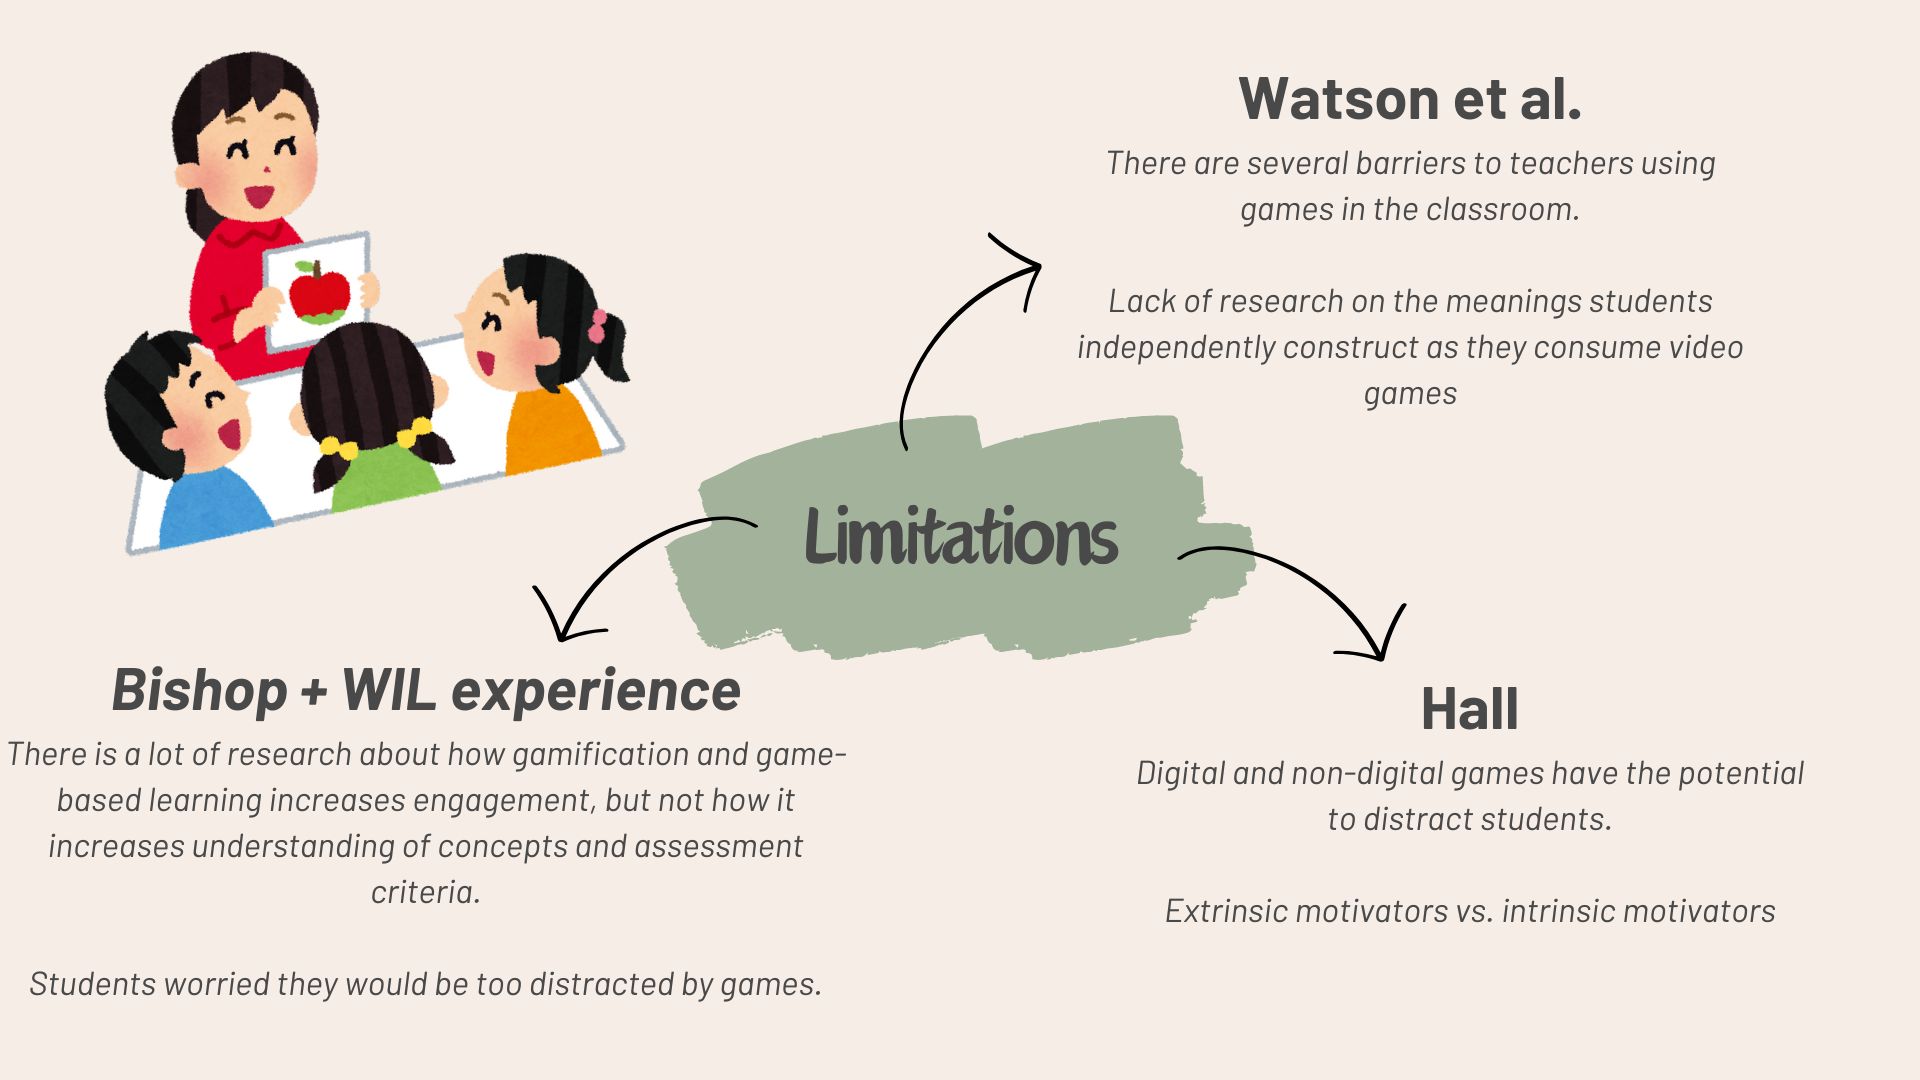 Watson et al.
There are several barriers to teachers using
games in the classroom.
Lack of research on the meanings students
independently construct as they consume video
games
Limitations
Bishop + WIL experience
There is a lot of research about how gamification and game-
based learning increases engagement, but not how it
increases understanding of concepts and assessment
criteria.
Students worried they would be too distracted by games.
Hall
Digital and non-digital games have the potential
to distract students.
Extrinsic motivators vs. intrinsic motivators